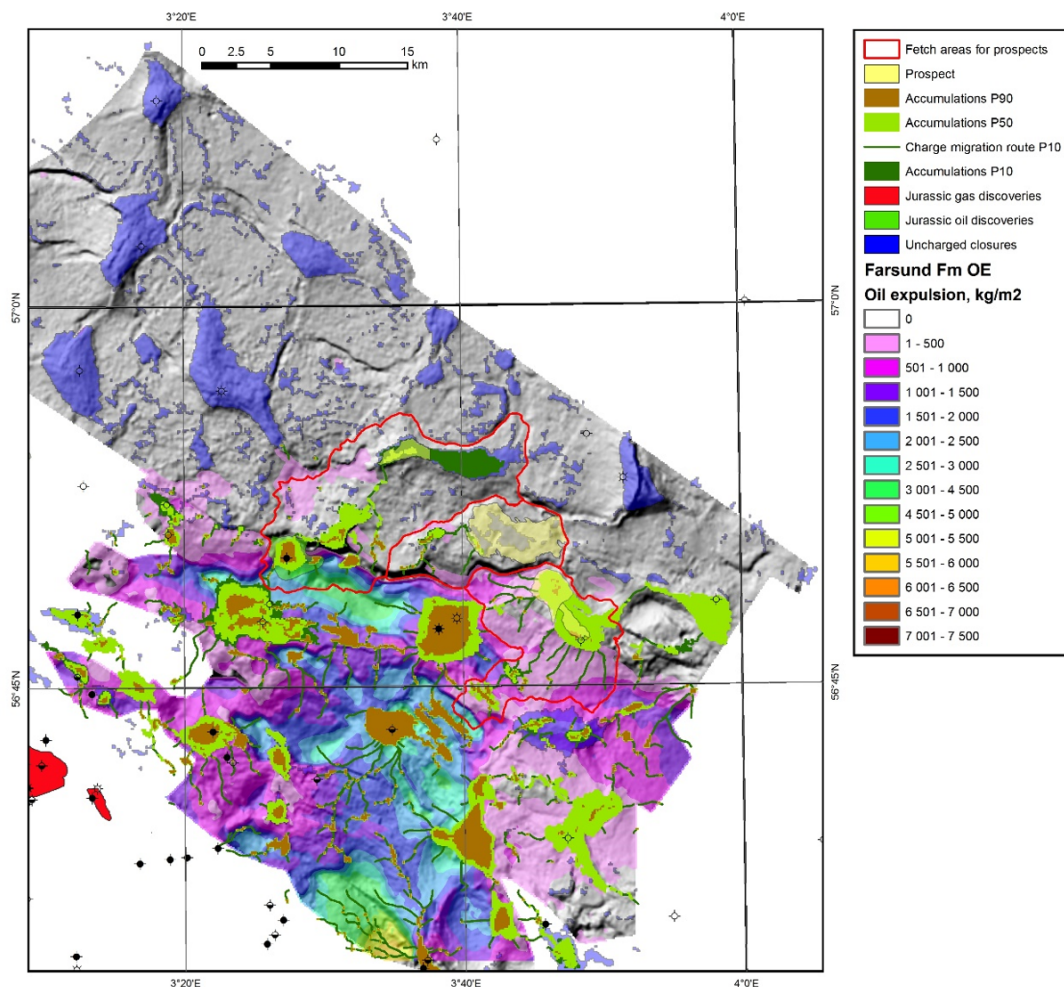 3°20'E
3°40'E
4°0'E
0 2.5 5 10 15
km
57°0'N
57°0'N
56°45'N
56°45'N
3°20'E
3°40'E
4°0'E
Fetch areas for prospects
Prospect
Accumulations P90
Accumulations P50
Charge migration route P10
Accumulations P10
Jurassic gas discoveries
Jurassic oil discoveries
Uncharged closures
Farsund Fm OE
Oil expulsion, kg/m2
0
1 - 500
501 - 1 000
1 001 - 1 500
1 501 - 2 000
2 001 - 2 500
2 501 - 3 000
3 001 - 4 500
4 501 - 5 000
5 001 - 5 500
5 501 - 6 000
6 001 - 6 500
6 501 - 7 000
7 001 - 7 500